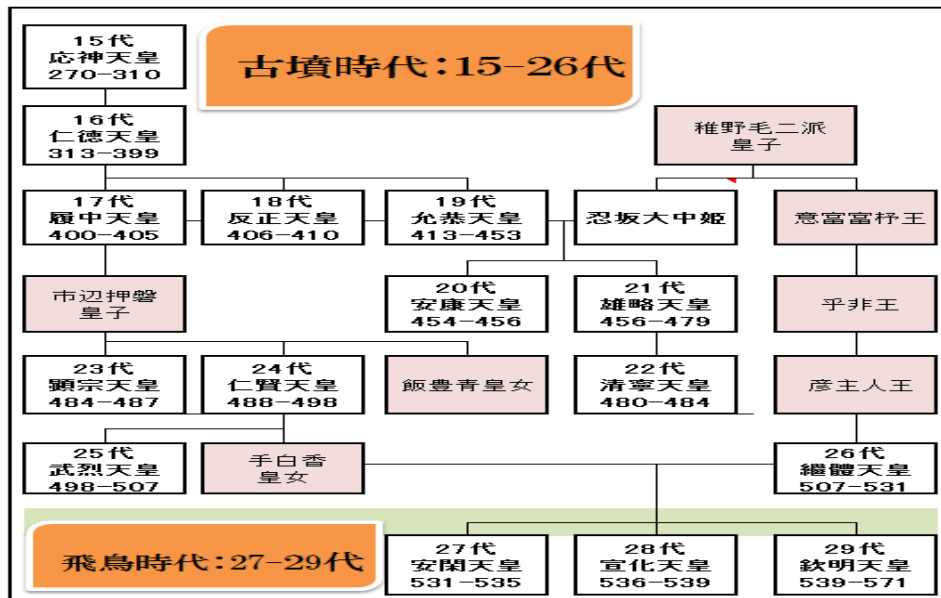 15代
応神天皇
270-310
古墳時代:15-26代
16代
仁徳天皇
313-399
稚野毛二派
皇子
17代
履中天皇
400-405
18代
反正天皇
406-410
19代
允恭天皇
413-453
忍坂大中姫
意富富杼王
市辺押磐
皇子
20代
安康天皇
454-456
21代
雄略天皇
456-479
乎非王
23代
顕宗天皇
484-487
24代
仁賢天皇
488-498
飯豊青皇女
22代
清寧天皇
480-484
彦主人王
25代
武烈天皇
498-507
手白香
皇女
26代
繼體天皇
507-531
飛鳥時代:27-29代
27代
安閑天皇
531-535
28代
宣化天皇
536-539
29代
欽明天皇
539-571